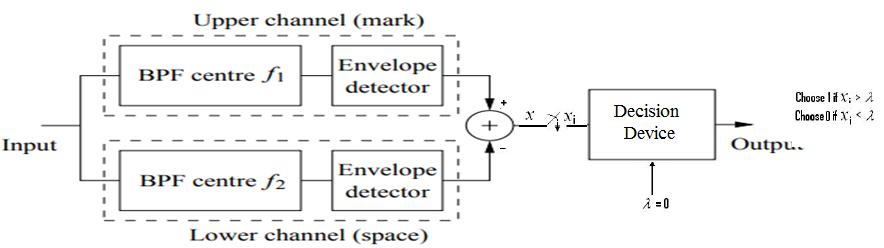 Upper channel (mark)
BPF centre f1
Envelope
detector
Input
+
+
−
x
xi
Decision
Device
Choose 1 if xi > λ
Choose 0 if xi < λ
λ = 0
BPF centre f2
Envelope
detector
Lower channel (space)